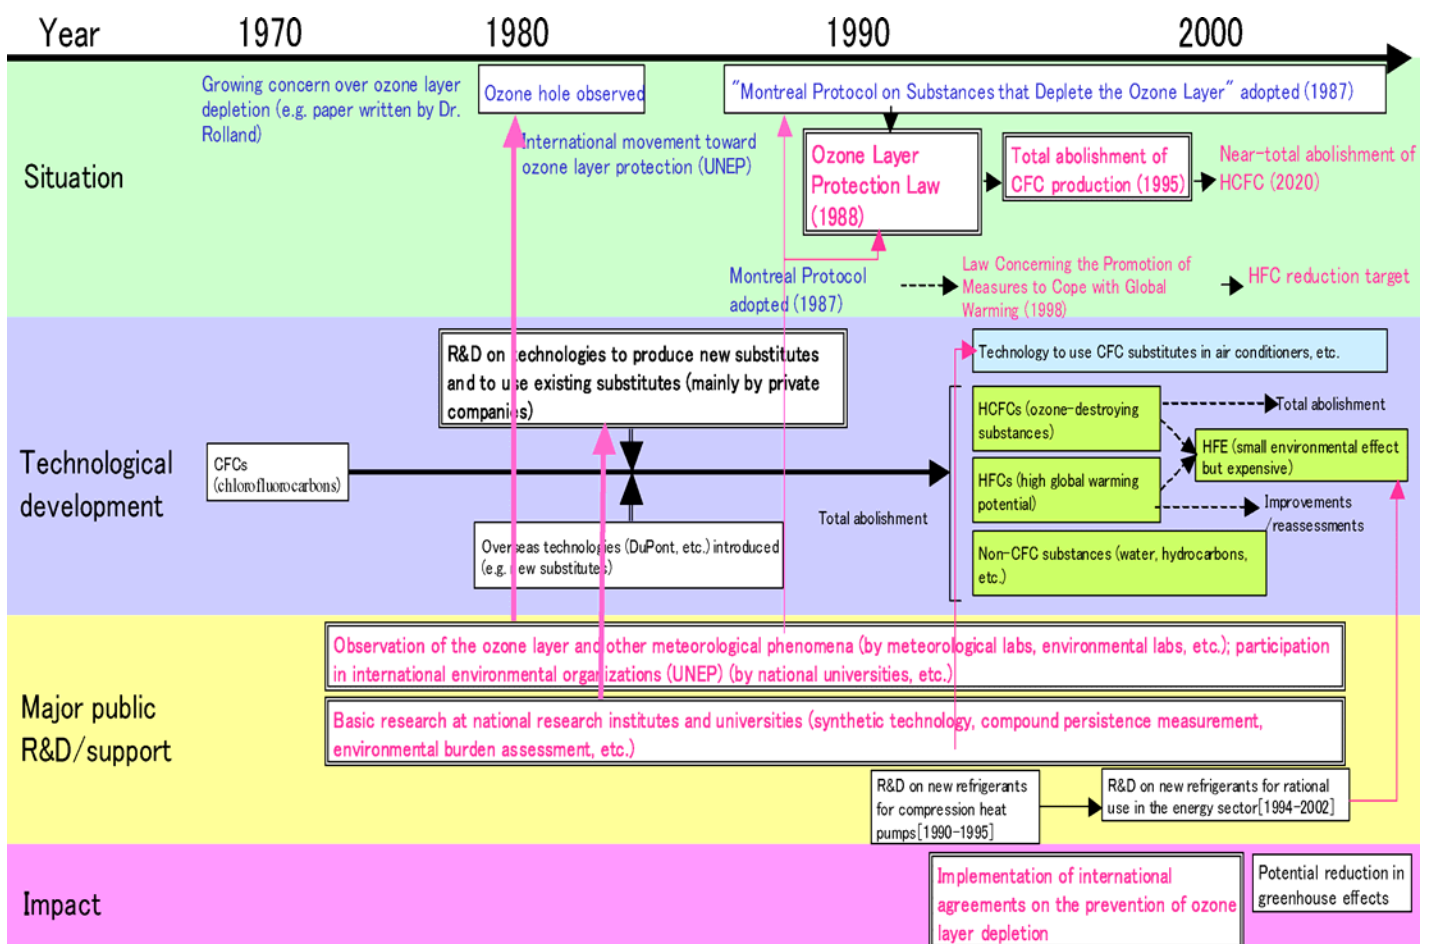 Year 1970 1980 1990 2000
Situation
Growing concern over ozone layer
depletion (e.g. paper written by Dr.
Rolland)
Ozone hole observed
International movement toward
ozone layer protection (UNEP)
"Montreal Protocol on Substances that Deplete the Ozone Layer" adopted (1987)
Ozone Layer
Protection Law
(1988)
Total abolishment of
CFC production (1995)
Near-total abolishment of
HCFC (2020)
Montreal Protocol
adopted (1987)
Law Concerning the Promotion of
Measures to Cope with Global
Warming (1998)
HFC reduction target
Technological
development
R&D on technologies to produce new substitutes
and to use existing substitutes (mainly by private
companies)
CFCs
(chlorofluorocarbons)
Overseas technologies (DuPont, etc.) introduced
(e.g. new substitutes)
Total abolishment
Technology to use CFC substitutes in air conditioners, etc.
HCFCs (ozone-destroying
substances)
Total abolishment
HFE (small environmental effect
but expensive)
HFCs (high global warming
potential)
Improvements
/reassessments
Non-CFC substances (water, hydrocarbons,
etc.)
Major public
R&D/support
Observation of the ozone layer and other meteorological phenomena (by meteorological labs, environmental labs, etc.); participation
in international environmental organizations (UNEP) (by national universities, etc.)
Basic research at national research institutes and universities (synthetic technology, compound persistence measurement,
environmental burden assessment, etc.)
R&D on new refrigerants
for compression heat
pumps[1990-1995]
R&D on new refrigerants for rational
use in the energy sector[1994-2002]
Impact
Implementation of international
agreements on the prevention of ozone
layer depletion
Potential reduction in
greenhouse effects